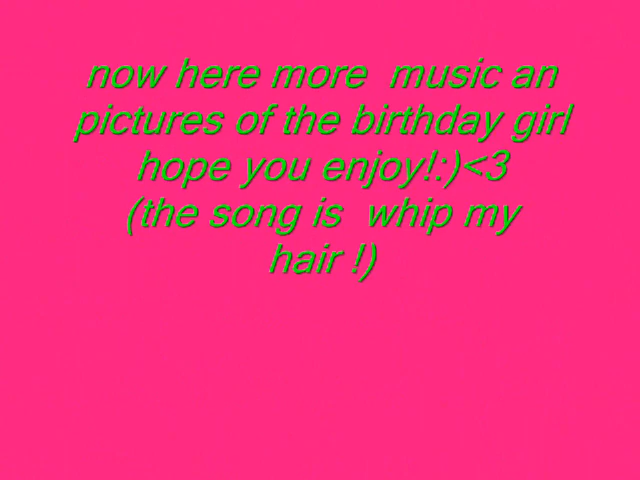 now here more  music an
pictures of the birthday girl
hope you enjoy!:)<3
(the song is  whip my
hair !)